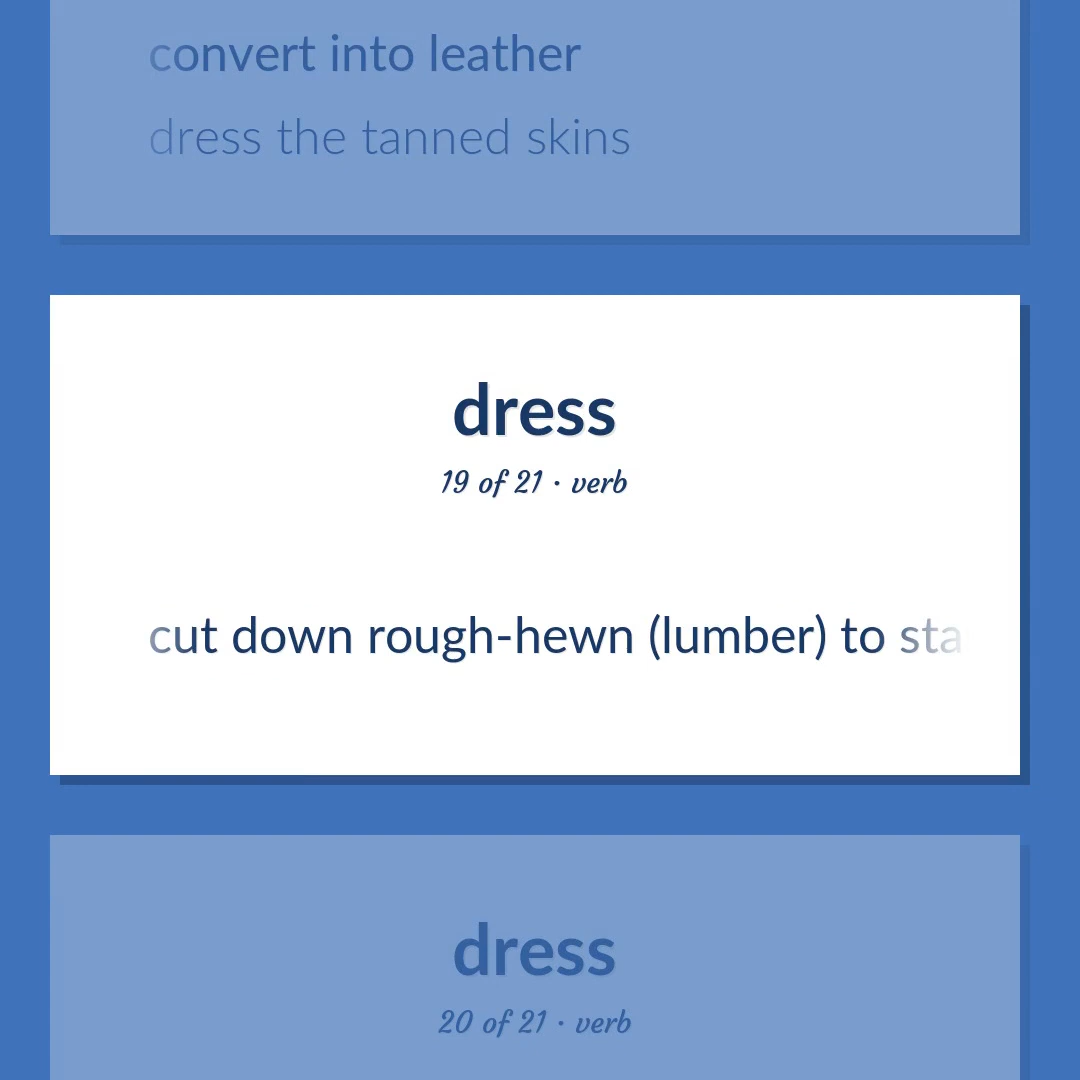 convert into leather
dress the tanned skins
dress
19 of 21 · verb
cut down rough-hewn (lumber) to
dress
20 of 21 · verb